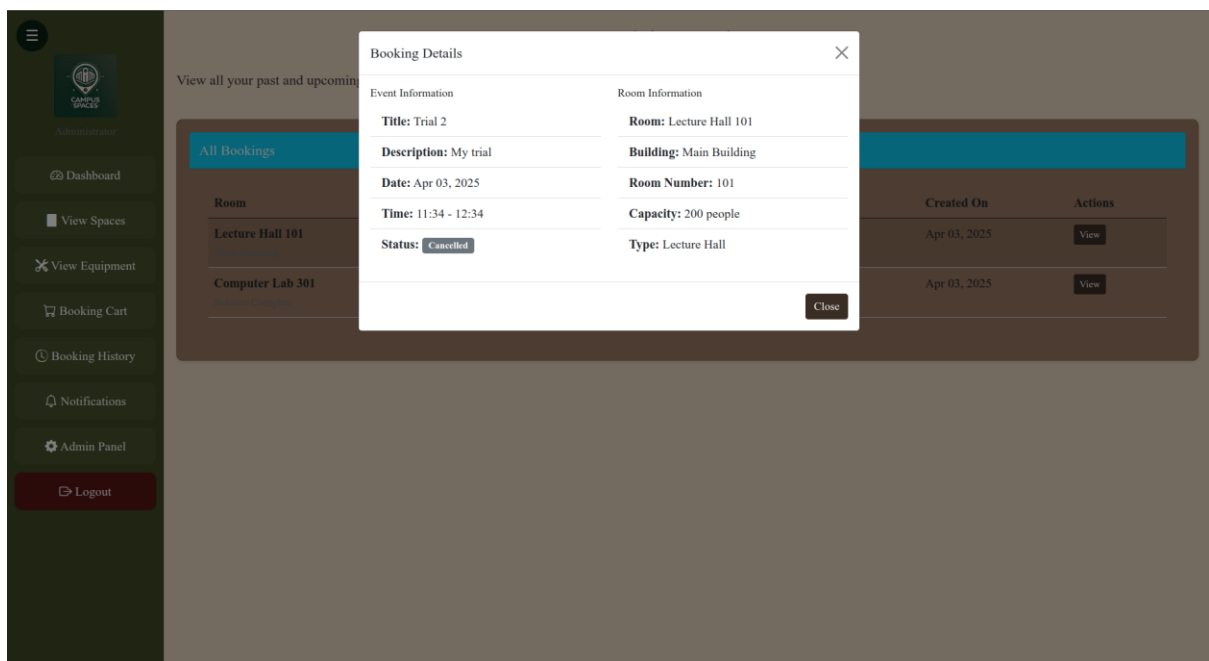 CAMPUS
SPACES
Administrator
Dashboard
View Spaces
View Equipment
Booking Cart
Booking History
Notifications
Admin Panel
Logout
View all your past and upcoming
All Bookings
Room
Created On
Actions
Lecture Hall 101
Apr 03, 2025
View
Computer Lab 301
Apr 03, 2025
View
Booking Details
Event Information
Title: Trial 2
Description: My trial
Date: Apr 03, 2025
Time: 11:34 - 12:34
Status: Cancelled
Room Information
Room: Lecture Hall 101
Building: Main Building
Room Number: 101
Capacity: 200 people
Type: Lecture Hall
Close